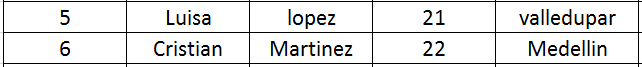 5 Luisa lopez 21 valledupar
6 Cristian Martinez 22 Medellin